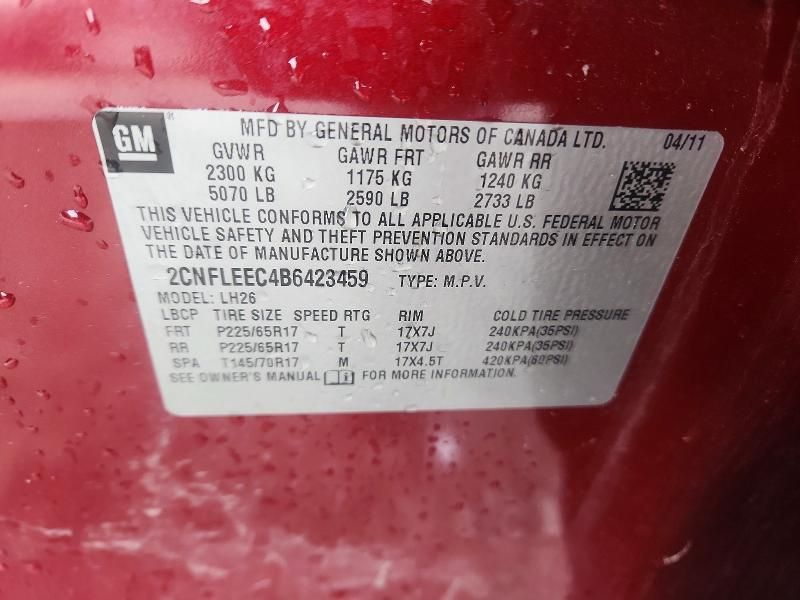 GM
MFD BY GENERAL MOTORS OF CANADA LTD. 04/11
GVWR GAWR FRT GAWR RR
2300 KG 1175 KG 1240 KG
5070 LB 2590 LB 2733 LB
THIS VEHICLE CONFORMS TO ALL APPLICABLE U.S. FEDERAL MOTOR
VEHICLE SAFETY AND THEFT PREVENTION STANDARDS IN EFFECT ON
THE DATE OF MANUFACTURE SHOWN ABOVE.
2CNFLEEC4B6423459 TYPE: M.P.V.
MODEL: LH26
LBCP TIRE SIZE SPEED RTG RIM COLD TIRE PRESSURE
FRT P225/65R17 T 17X7J 240KPA(35PSI)
RR P225/65R17 T 17X7J 240KPA(35PSI)
SPA T145/70R17 M 17X4.5T 420KPA(60PSI)
SEE OWNER'S MANUAL FOR MORE INFORMATION.